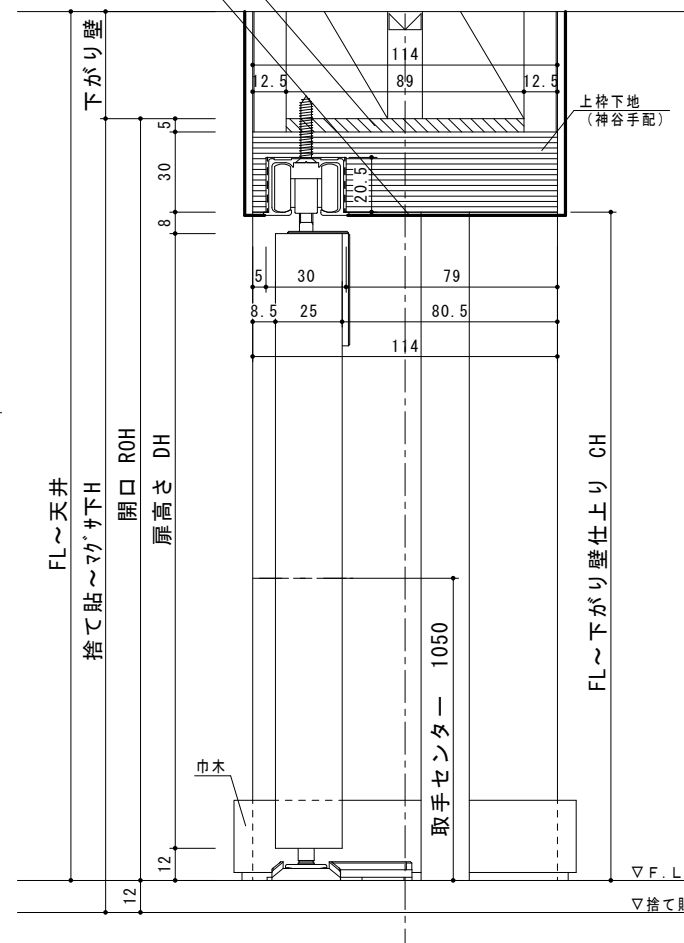 下がり壁
114
12.5
89
12.5
上枠下地
(神谷手配)
5
30
20.5
8
5
30
79
8.5
25
80.5
114
FL～天井
捨て貼～マグサ下H
開口 ROH
扉高さ DH
FL～下がり壁仕上り CH
取手センター 1050
巾木
12
▽F.L
12
▽捨て貼